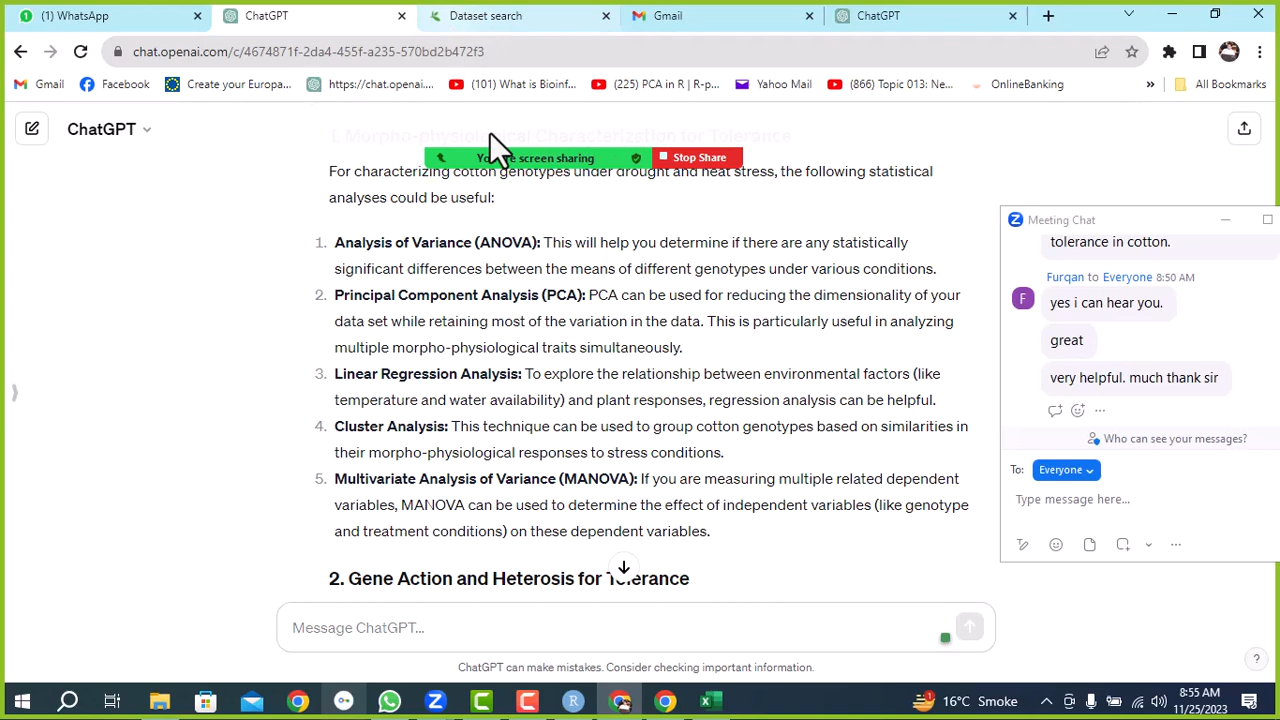 (1) WhatsApp
ChatGPT
Dataset search
Gmail
ChatGPT
chat.openai.com/c/4674871f-2da4-455f-a235-570bd2b472f3
Gmail
Facebook
Create your Europa...
https://chat.openai....
(101) What is Bioinf...
(225) PCA in R | R-p...
Yahoo Mail
(866) Topic 013: Ne...
OnlineBanking
»
All Bookmarks
ChatGPT
1. Morpho-physiological Characterization for Tolerance
screen sharing
Stop Share
For characterizing cotton genotypes under drought and heat stress, the following statistical
analyses could be useful:
1. Analysis of Variance (ANOVA): This will help you determine if there are any statistically
significant differences between the means of different genotypes under various conditions.
2. Principal Component Analysis (PCA): PCA can be used for reducing the dimensionality of your
data set while retaining most of the variation in the data. This is particularly useful in analyzing
multiple morpho-physiological traits simultaneously.
3. Linear Regression Analysis: To explore the relationship between environmental factors (like
temperature and water availability) and plant responses, regression analysis can be helpful.
4. Cluster Analysis: This technique can be used to group cotton genotypes based on similarities in
their morpho-physiological responses to stress conditions.
5. Multivariate Analysis of Variance (MANOVA): If you are measuring multiple related dependent
variables, MANOVA can be used to determine the effect of independent variables (like genotype
and treatment conditions) on these dependent variables.
2. Gene Action and Heterosis for Tolerance
Message ChatGPT...
ChatGPT can make mistakes. Consider checking important information.
?
Meeting Chat
tolerance in cotton.
Furqan to Everyone 8:50 AM
F
yes i can hear you.
great
very helpful. much thank sir
Who can see your messages?
To: Everyone
Type message here...
16°C Smoke
8:55 AM
11/25/2023